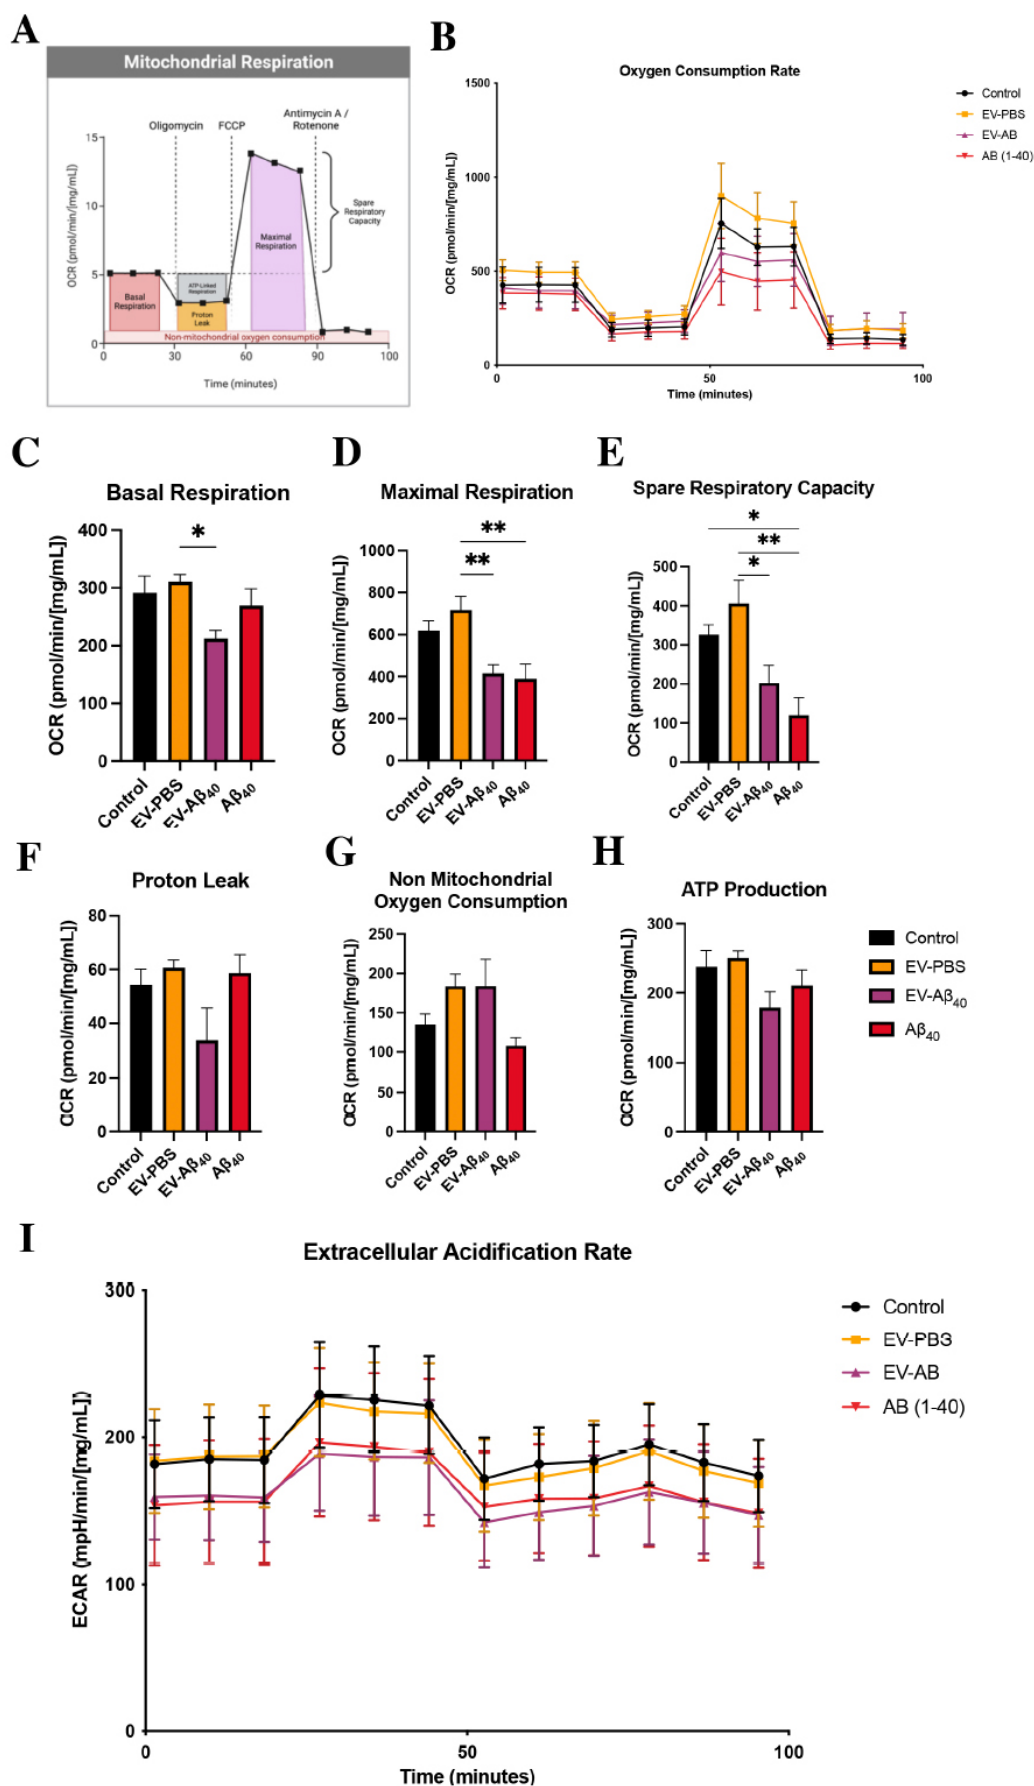 A
Mitochondrial Respiration
Oligomycin
FCCP
Antimycin A /
Rotenone
OCR (pmol/min/[mg/mL])
15
10
5
0
Basal
Respiration
ATP-Linked
Respiration
Proton
Leak
Maximal
Respiration
Spare
Respiratory
Capacity
Non-mitochondrial oxygen consumption
0
30
60
90
100
Time (minutes)
B
Oxygen Consumption Rate
OCR (pmol/min/[mg/mL])
1500
1000
500
0
0
50
100
Time (minutes)
Control
EV-PBS
EV-AB
AB (1-40)
C
Basal Respiration
OCR (pmol/min/[mg/mL])
400
300
200
100
0
*
Control
EV-PBS
EV-Aβ40
Aβ40
D
Maximal Respiration
OCR (pmol/min/[mg/mL])
1000
800
600
400
200
0
**
**
Control
EV-PBS
EV-Aβ40
Aβ40
E
Spare Respiratory Capacity
OCR (pmol/min/[mg/mL])
500
400
300
200
100
0
*
**
*
Control
EV-PBS
EV-Aβ40
Aβ40
F
Proton Leak
OCR (pmol/min/[mg/mL])
80
60
40
20
0
Control
EV-PBS
EV-Aβ40
Aβ40
G
Non Mitochondrial
Oxygen Consumption
OCR (pmol/min/[mg/mL])
250
200
150
100
50
0
Control
EV-PBS
EV-Aβ40
Aβ40
H
ATP Production
OCR (pmol/min/[mg/mL])
300
200
100
0
Control
EV-PBS
EV-Aβ40
Aβ40
Control
EV-PBS
EV-Aβ40
Aβ40
I
Extracellular Acidification Rate
ECAR (mpH/min/[mg/mL])
300
200
100
0
0
50
100
Time (minutes)
Control
EV-PBS
EV-AB
AB (1-40)